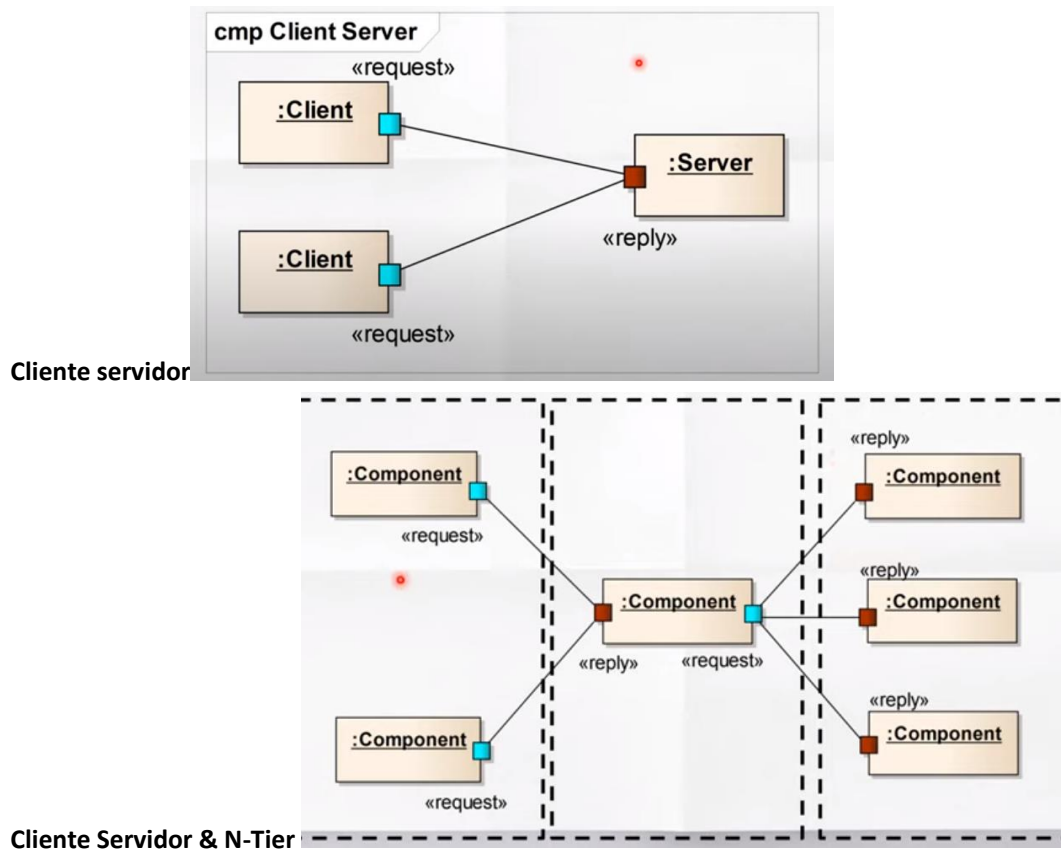 cmp Client Server
«request»
:Client
:Server
«reply»
:Client
«request»
Cliente servidor
«reply»
:Component
:Component
«request»
«reply»
:Component
:Component
«reply»
«request»
«reply»
:Component
:Component
«request»
Cliente Servidor & N-Tier